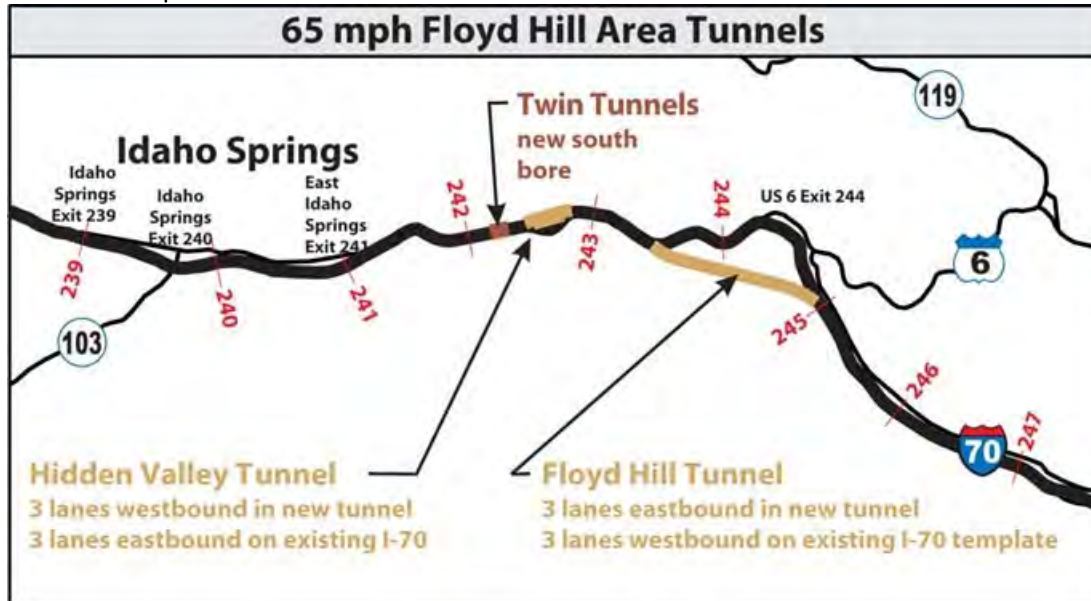 65 mph Floyd Hill Area Tunnels
119
Twin Tunnels
new south
bore
Idaho Springs
Idaho
Springs
Exit 239
Idaho
Springs
Exit 240
East
Idaho
Springs
Exit 241
242
243
244
US 6 Exit 244
6
239
240
241
245
103
246
247
70
Hidden Valley Tunnel
3 lanes westbound in new tunnel
3 lanes eastbound on existing I-70
Floyd Hill Tunnel
3 lanes eastbound in new tunnel
3 lanes westbound on existing I-70 template